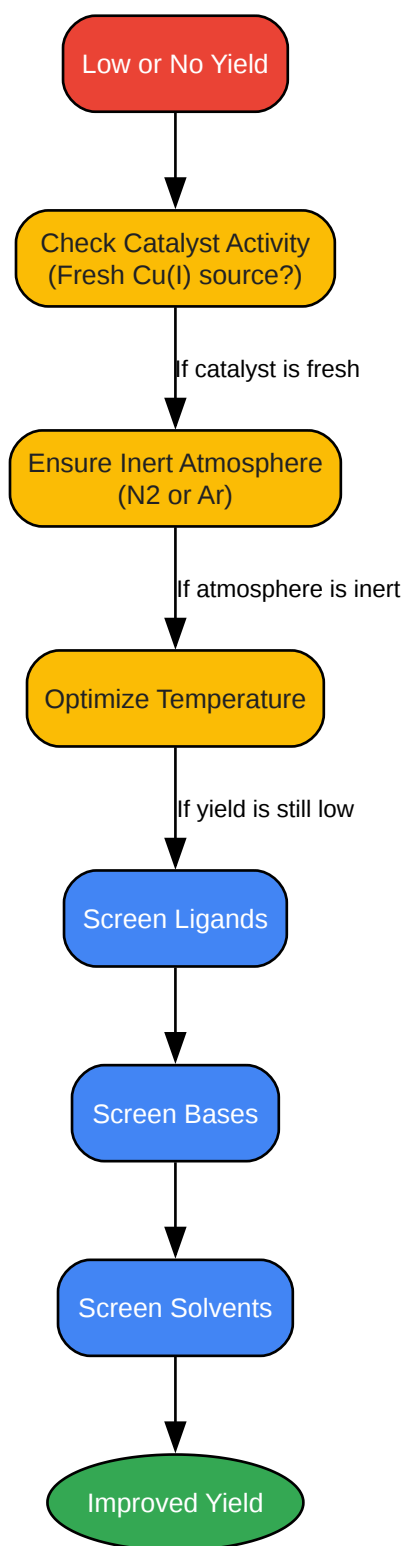 Low or No Yield
Check Catalyst Activity
(Fresh Cu(I) source?)
If catalyst is fresh
Ensure Inert Atmosphere
(N2 or Ar)
If atmosphere is inert
Optimize Temperature
If yield is still low
Screen Ligands
Screen Bases
Screen Solvents
Improved Yield